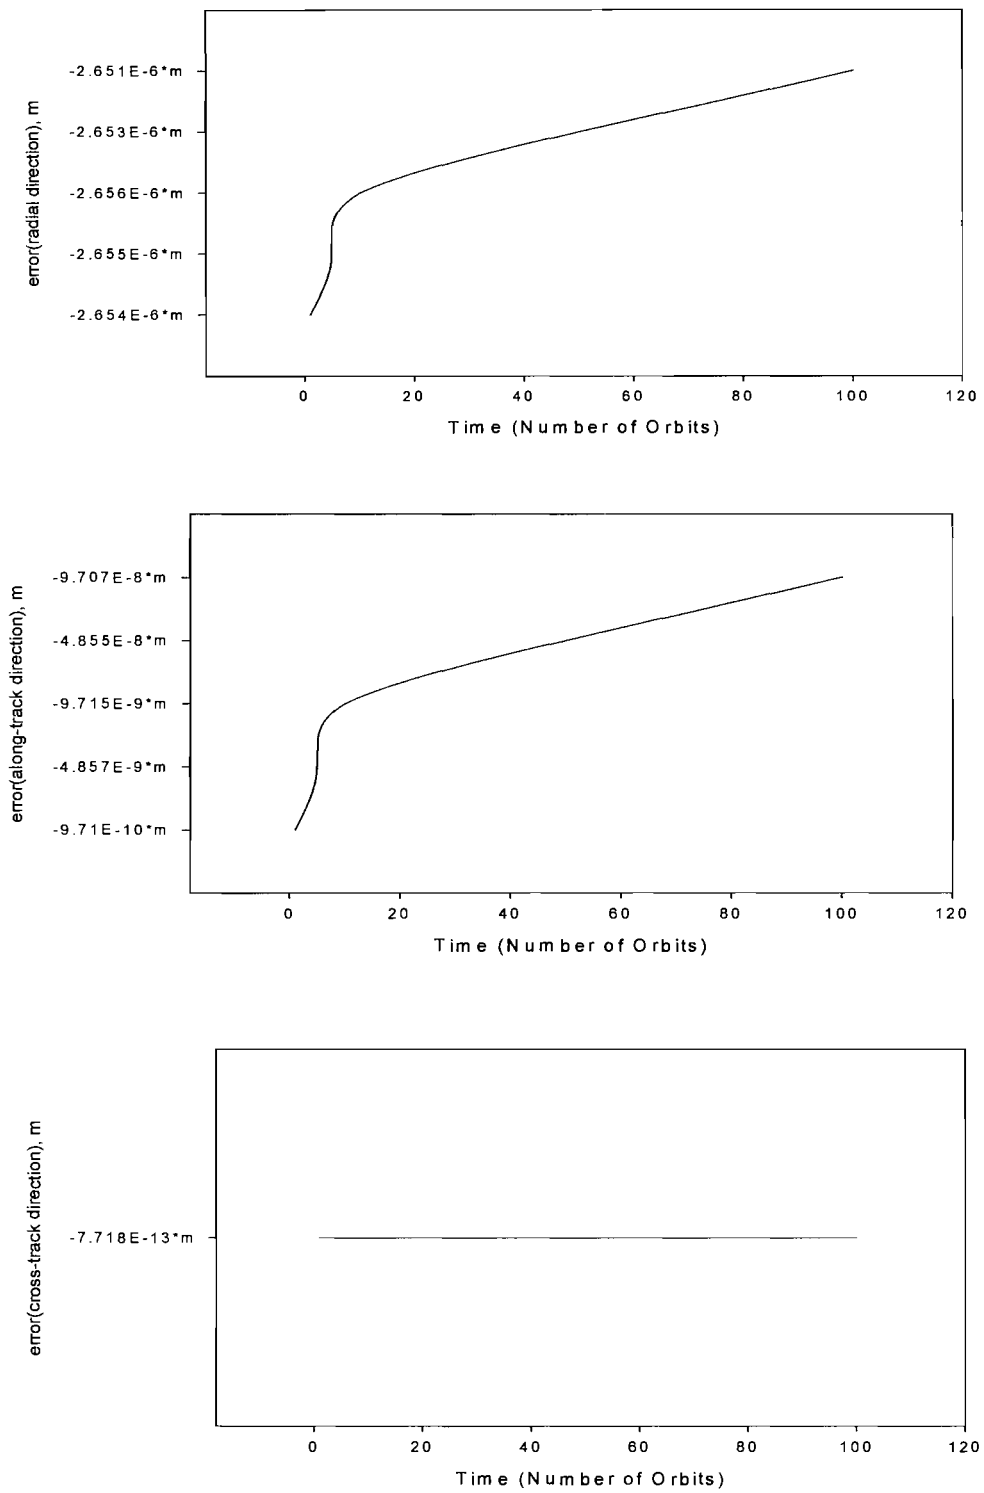 error(radial direction), m
-2.651E-6*m
-2.653E-6*m
-2.656E-6*m
-2.655E-6*m
-2.654E-6*m
0 20 40 60 80 100 120
Time (Number of Orbits)
error(along-track direction), m
-9.707E-8*m
-4.855E-8*m
-9.715E-9*m
-4.857E-9*m
-9.71E-10*m
0 20 40 60 80 100 120
Time (Number of Orbits)
error(cross-track direction), m
-7.718E-13*m
0 20 40 60 80 100 120
Time (Number of Orbits)